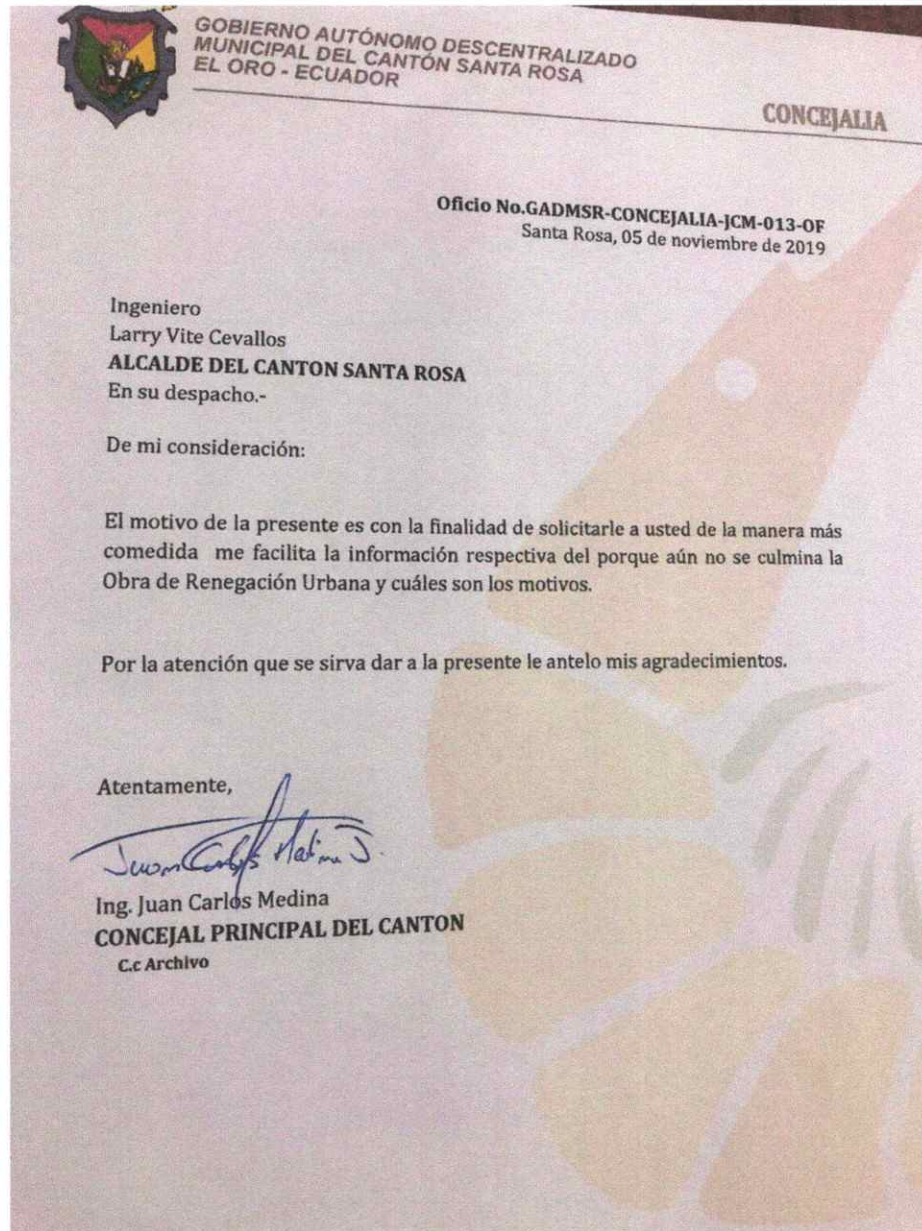 GOBIERNO AUTÓNOMO DESCENTRALIZADO
MUNICIPAL DEL CANTÓN SANTA ROSA
EL ORO - ECUADOR
CONCEJALIA
Oficio No.GADMSR-CONCEJALIA-JCM-013-OF
Santa Rosa, 05 de noviembre de 2019
Ingeniero
Larry Vite Cevallos
ALCALDE DEL CANTON SANTA ROSA
En su despacho.-
De mi consideración:
El motivo de la presente es con la finalidad de solicitarle a usted de la manera más
comedida me facilita la información respectiva del porque aún no se culmina la
Obra de Renegación Urbana y cuáles son los motivos.
Por la atención que se sirva dar a la presente le antelo mis agradecimientos.
Atentamente,
Juan Carlos Medina J.
Ing. Juan Carlos Medina
CONCEJAL PRINCIPAL DEL CANTON
C.c Archivo